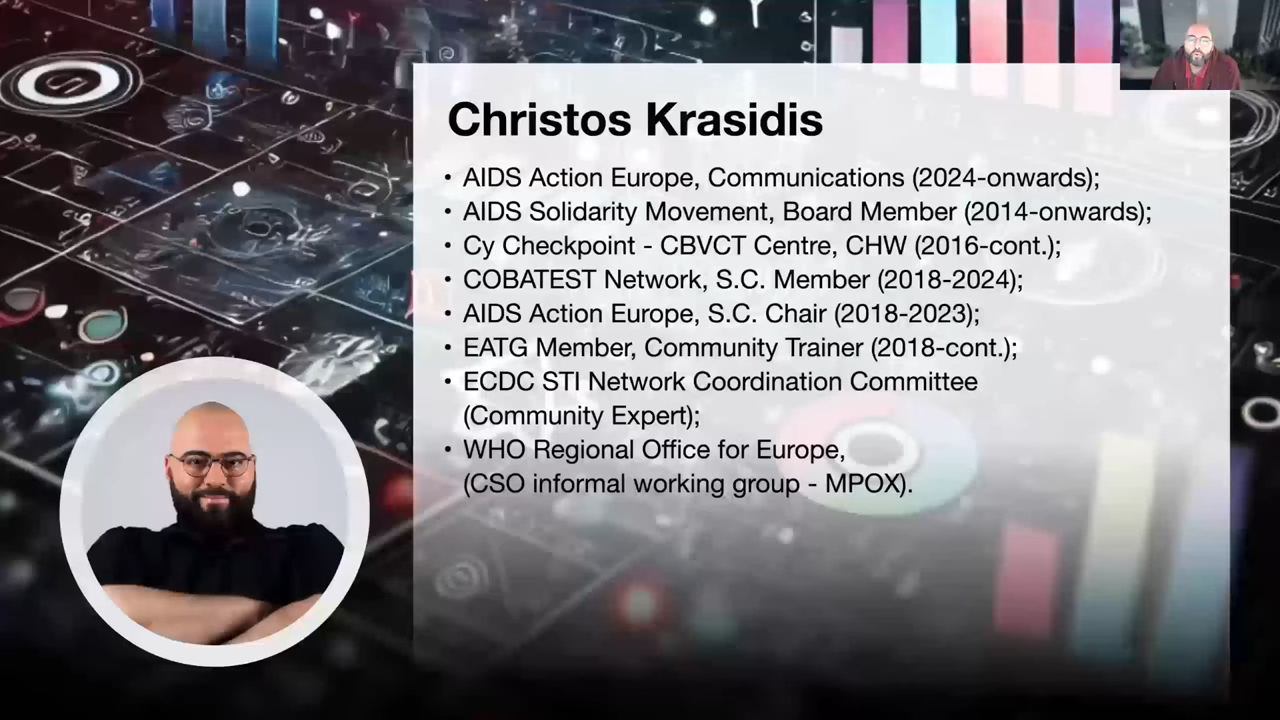 Christos Krasidis
• AIDS Action Europe, Communications (2024-onwards);
• AIDS Solidarity Movement, Board Member (2014-onwards);
• Cy Checkpoint - CBVCT Centre, CHW (2016-cont.);
• COBATEST Network, S.C. Member (2018-2024);
• AIDS Action Europe, S.C. Chair (2018-2023);
• EATG Member, Community Trainer (2018-cont.);
• ECDC STI Network Coordination Committee
(Community Expert);
• WHO Regional Office for Europe,
(CSO informal working group - MPOX).